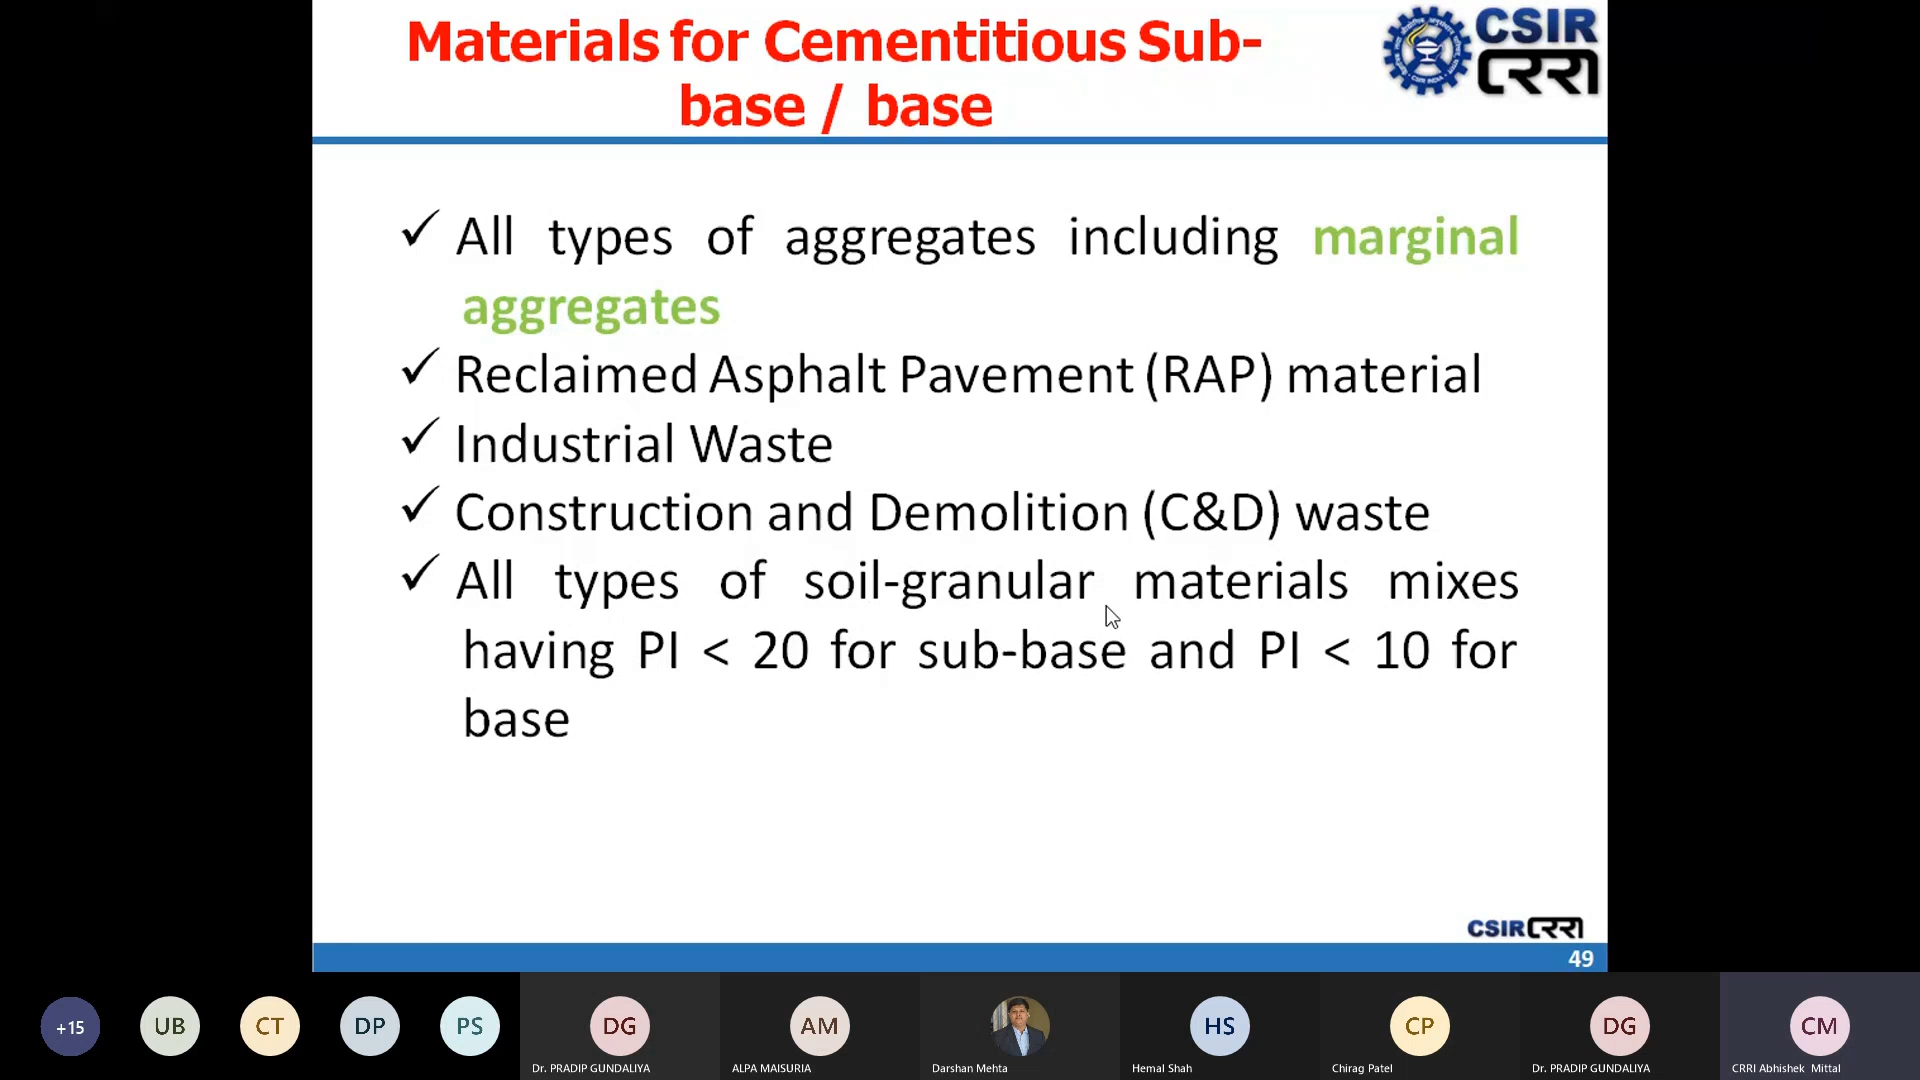 Materials for Cementitious Sub-
base / base
CSIR
CRRI
✓ All types of aggregates including marginal
aggregates
✓ Reclaimed Asphalt Pavement (RAP) material
✓ Industrial Waste
✓ Construction and Demolition (C&D) waste
✓ All types of soil-granular materials mixes
having PI < 20 for sub-base and PI < 10 for
base
CSIR CRRI
49
+15
UB
CT
DP
PS
DG
AM
HS
CP
DG
CM
Dr. PRADIP GUNDALIYA
ALPA MAISURIA
Darshan Mehta
Hemal Shah
Chirag Patel
Dr. PRADIP GUNDALIYA
CRRI Abhishek Mittal